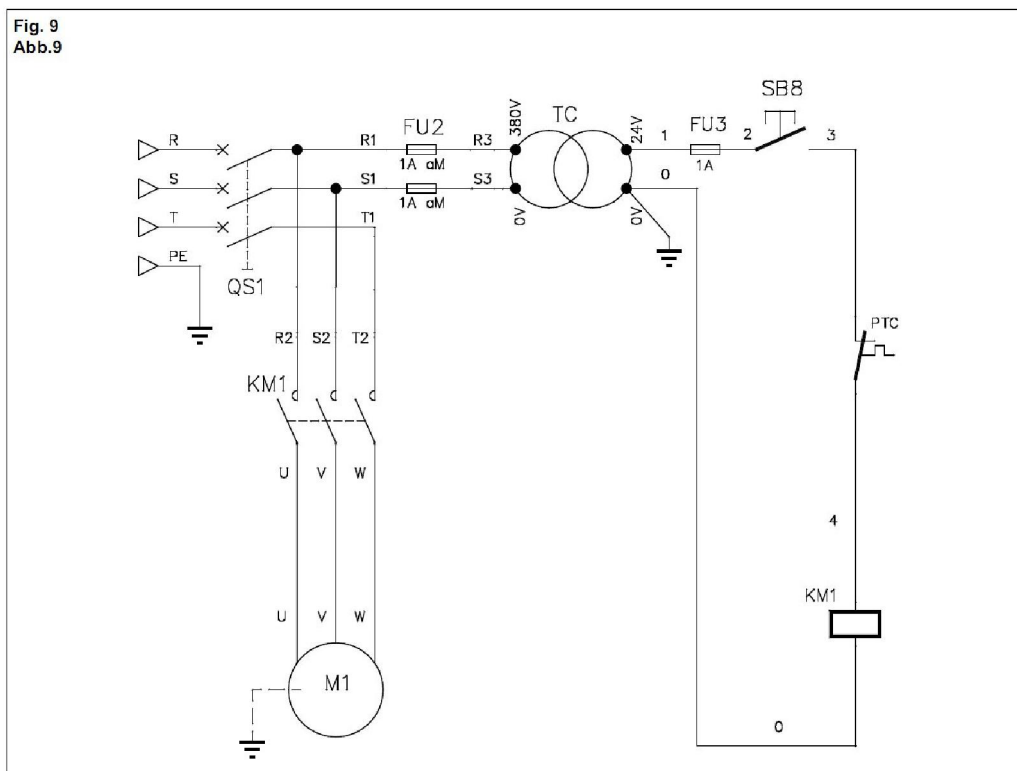 Fig. 9
Abb.9
SB8
R
R1
FU2
R3
380V
TC
24V
1
FU3
2
3
1A aM
1A
S
S1
S3
0
1A aM
0V
0V
T
T1
PE
QS1
PTC
R2
S2
T2
KM1
U
V
W
4
KM1
U
V
W
M1
0